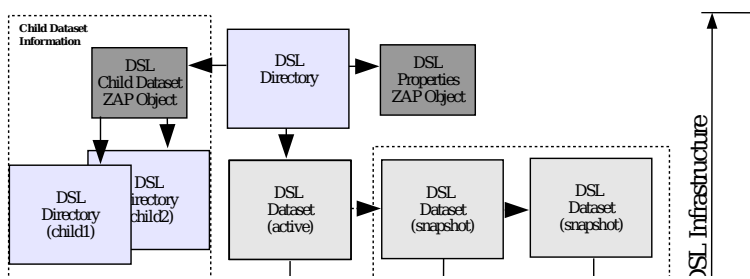 Child Dataset
Information
DSL
Child Dataset
ZAP Object
DSL
Directory
DSL
Properties
ZAP Object
DSL
Directory
(child1)
DSL
irectory
child2)
DSL
Dataset
(active)
DSL
Dataset
(snapshot)
DSL
Dataset
(snapshot)
DSL Infrastructure